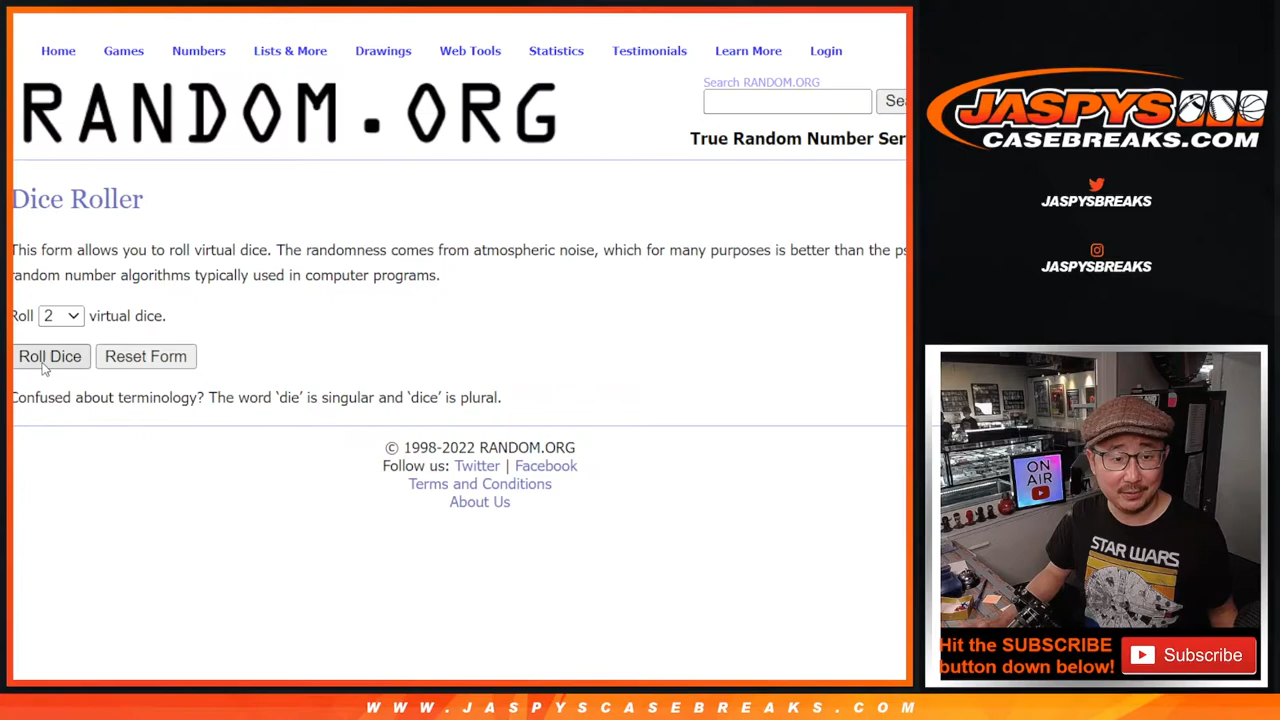 Home Games Numbers Lists & More Drawings Web Tools Statistics Testimonials Learn More Login
Search RANDOM.ORG
RANDOM.ORG
Sea
True Random Number Ser
Dice Roller
This form allows you to roll virtual dice. The randomness comes from atmospheric noise, which for many purposes is better than the ps
random number algorithms typically used in computer programs.
Roll 2 virtual dice.
Roll Dice Reset Form
Confused about terminology? The word ‘die’ is singular and ‘dice’ is plural.
© 1998-2022 RANDOM.ORG
Follow us: Twitter | Facebook
Terms and Conditions
About Us
JASPYS
CASEBREAKS.COM
JASPYSBREAKS
JASPYSBREAKS
ON
AIR
STAR WARS
Hit the SUBSCRIBE
button down below!
Subscribe
WWW.JASPYSCASEBREAKS.COM